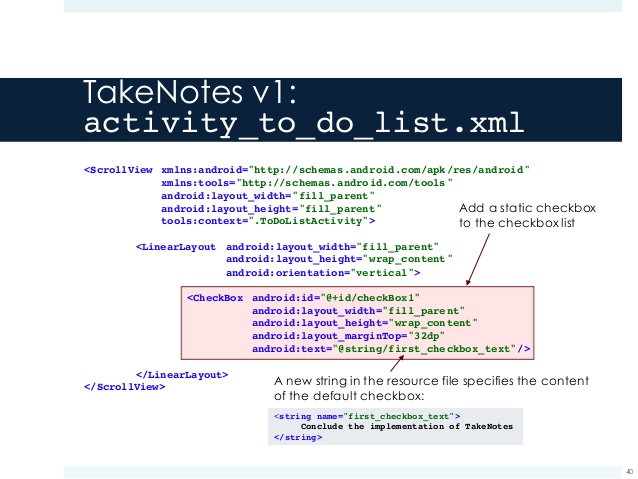 TakeNotes v1:
activity_to_do_list.xml
<ScrollView xmlns:android="http://schemas.android.com/apk/res/android"
xmlns:tools="http://schemas.android.com/tools"
android:layout_width="fill_parent"
android:layout_height="fill_parent"
tools:context=".ToDoListActivity">
Add a static checkbox
to the checkbox list
<LinearLayout android:layout_width="fill_parent"
android:layout_height="wrap_content"
android:orientation="vertical">
<CheckBox android:id="@+id/checkBox1"
android:layout_width="fill_parent"
android:layout_height="wrap_content"
android:layout_marginTop="32dp"
android:text="@string/first_checkbox_text"/>
</LinearLayout>
</ScrollView>
A new string in the resource file specifies the content
of the default checkbox:
<string name="first_checkbox_text">
Conclude the implementation of TakeNotes
</string>
40